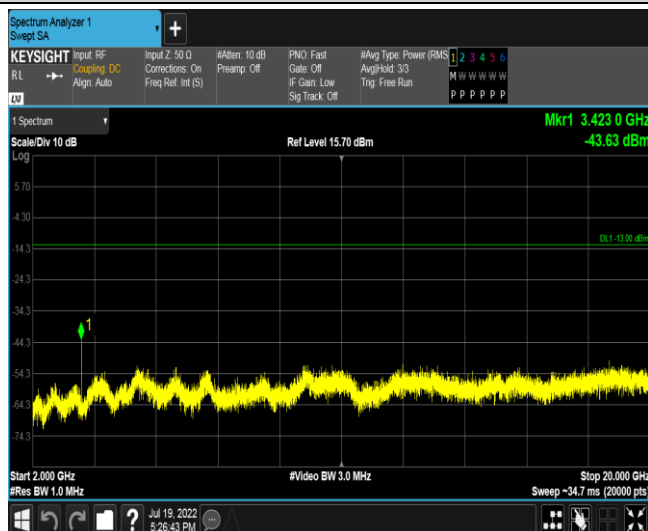 Spectrum Analyzer 1
Swept SA
+
KEYSIGHT Input: RF Input Z: 50 Ω #Atten: 10 dB PNO: Fast #Avg Type: Power (RMS 1 2 3 4 5 6
RL Coupling: DC Corrections: On Preamp: Off Gate: Off Avg|Hold: 3/3 M W W W W W
Align: Auto Freq Ref: Int (S) IF Gain: Low Trig: Free Run
Sig Track: Off P P P P P P
LXI
1 Spectrum Mkr1 3.423 0 GHz
Scale/Div 10 dB Ref Level 15.70 dBm -43.63 dBm
Log
5.70
-4.30
DL1 -13.00 dBm
-14.3
-24.3
-34.3
1
-44.3
-54.3
-64.3
-74.3
Start 2.000 GHz #Video BW 3.0 MHz Stop 20.000 GHz
#Res BW 1.0 MHz Sweep ~34.7 ms (20000 pts)
? Jul 19, 2022
5:26:43 PM